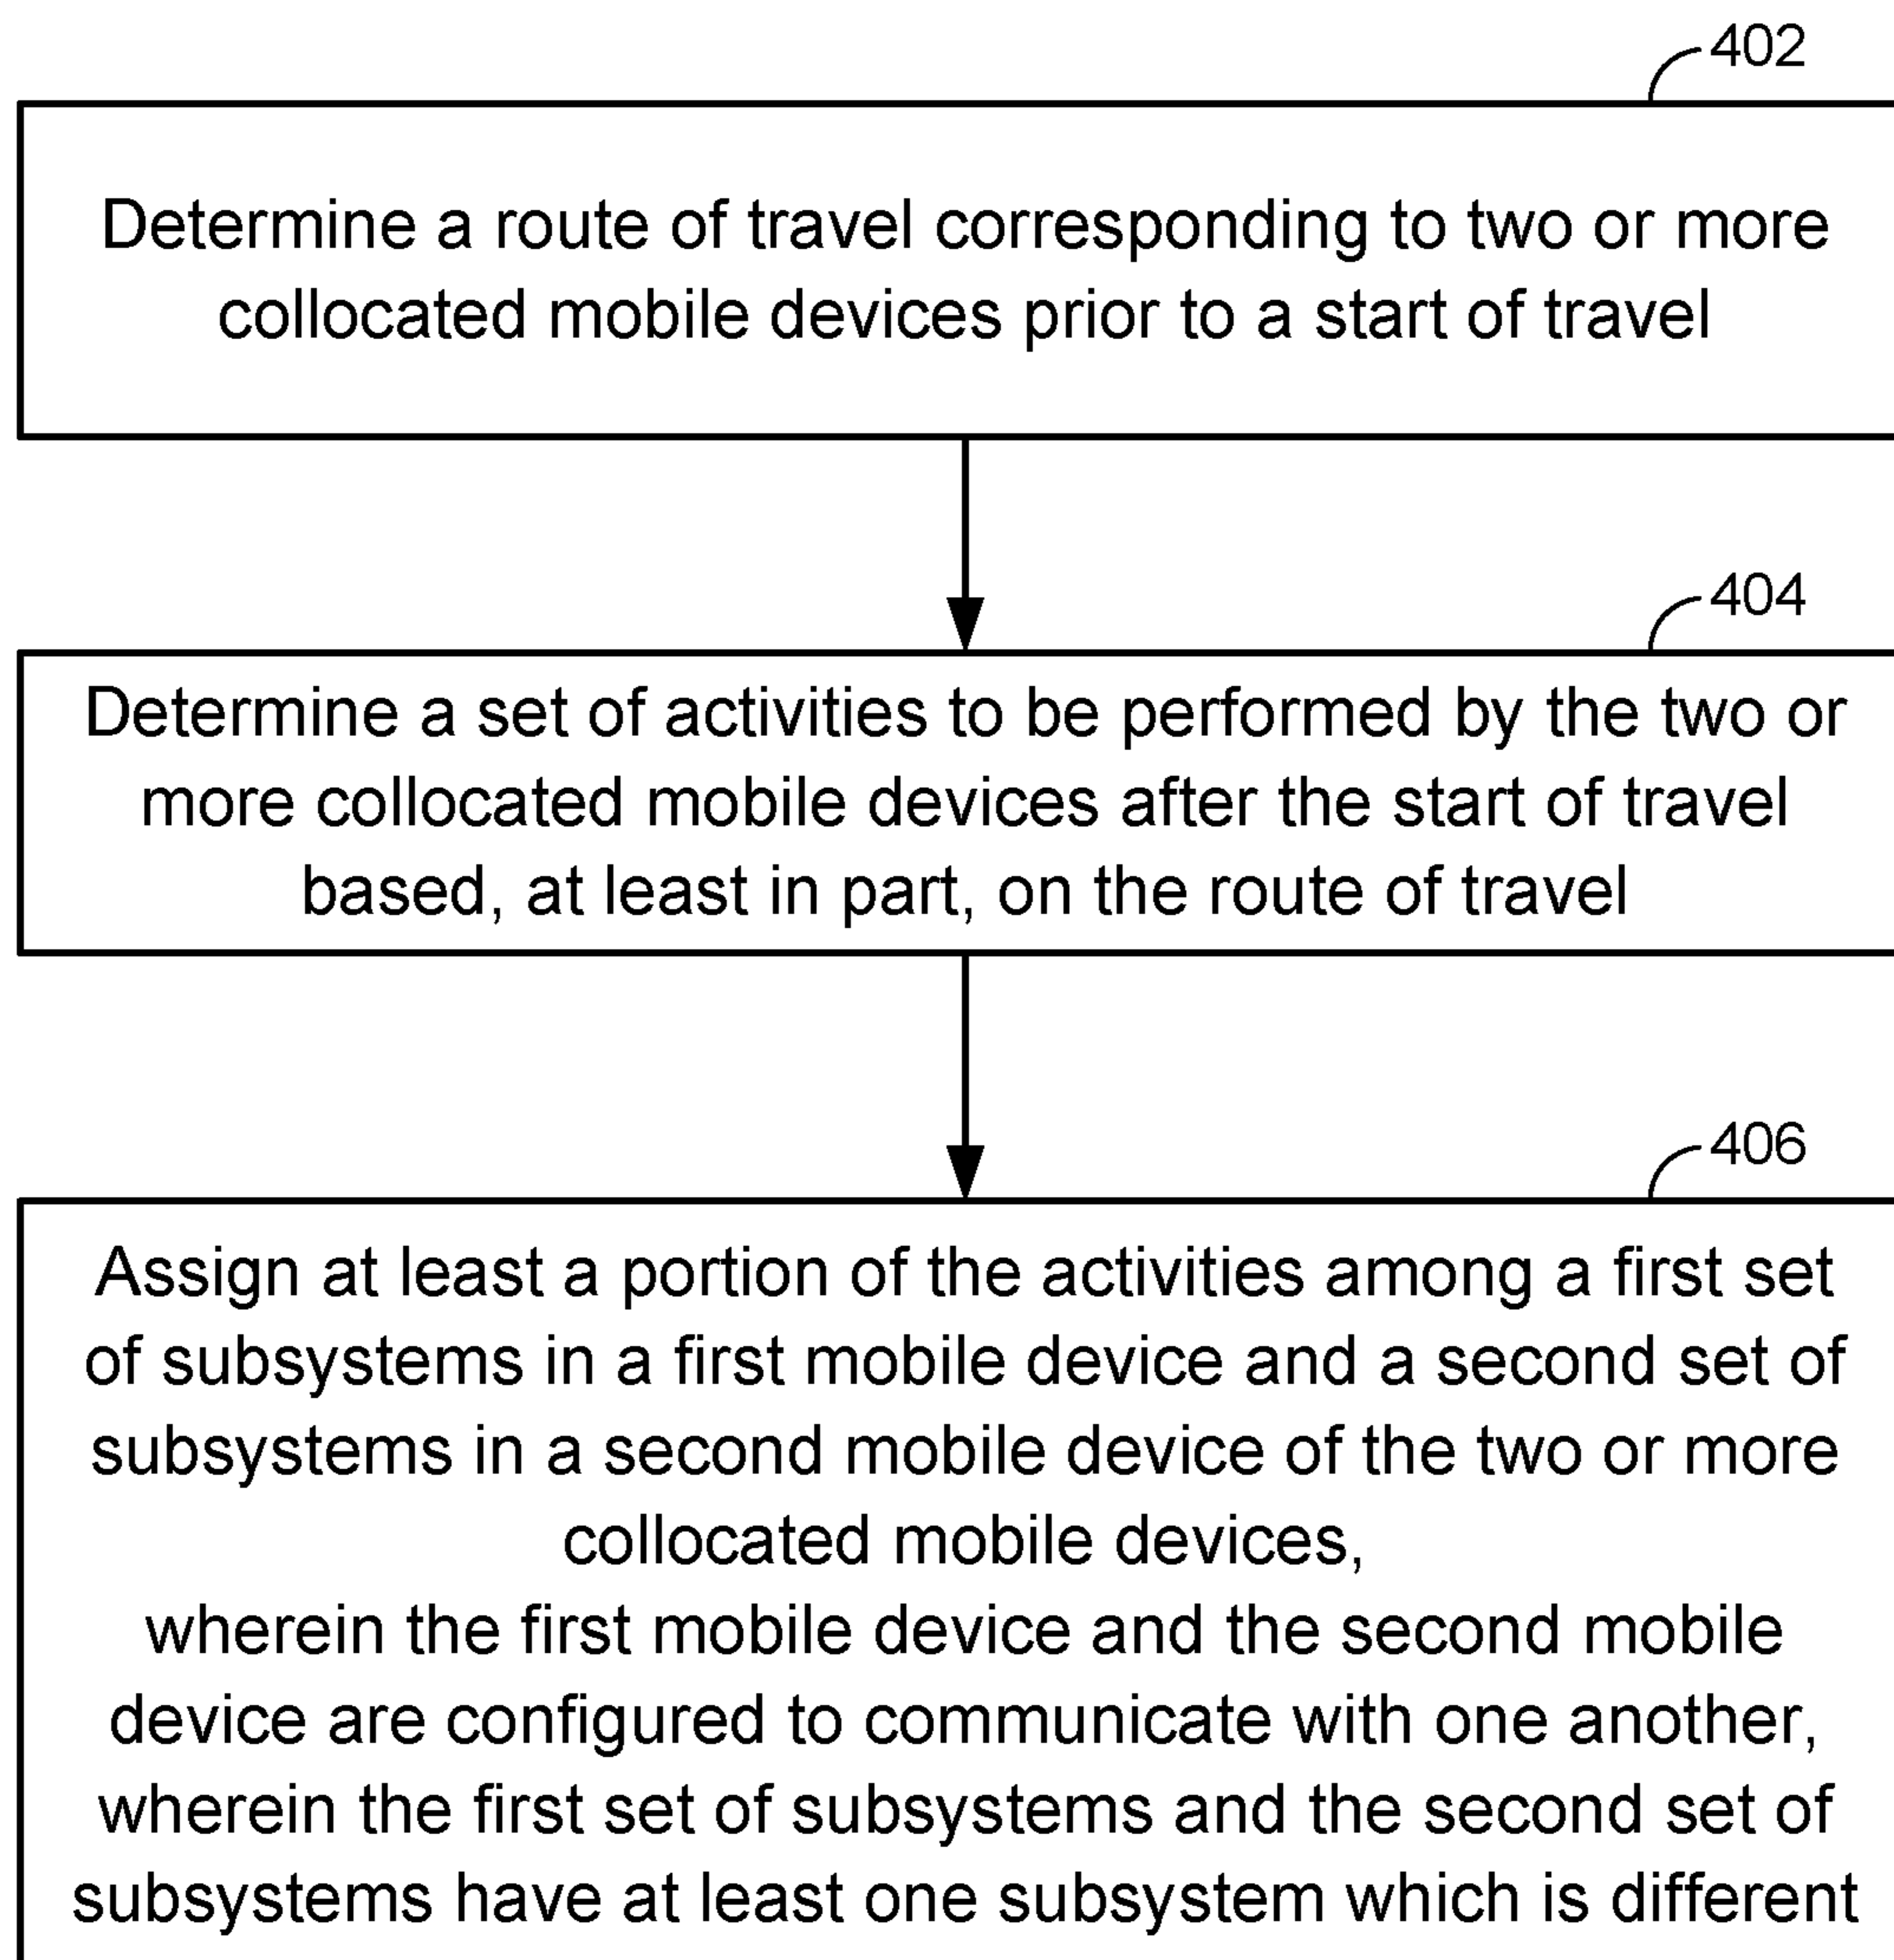 402
Determine a route of travel corresponding to two or more
collocated mobile devices prior to a start of travel
404
Determine a set of activities to be performed by the two or
more collocated mobile devices after the start of travel
based, at least in part, on the route of travel
406
Assign at least a portion of the activities among a first set
of subsystems in a first mobile device and a second set of
subsystems in a second mobile device of the two or more
collocated mobile devices,
wherein the first mobile device and the second mobile
device are configured to communicate with one another,
wherein the first set of subsystems and the second set of
subsystems have at least one subsystem which is different